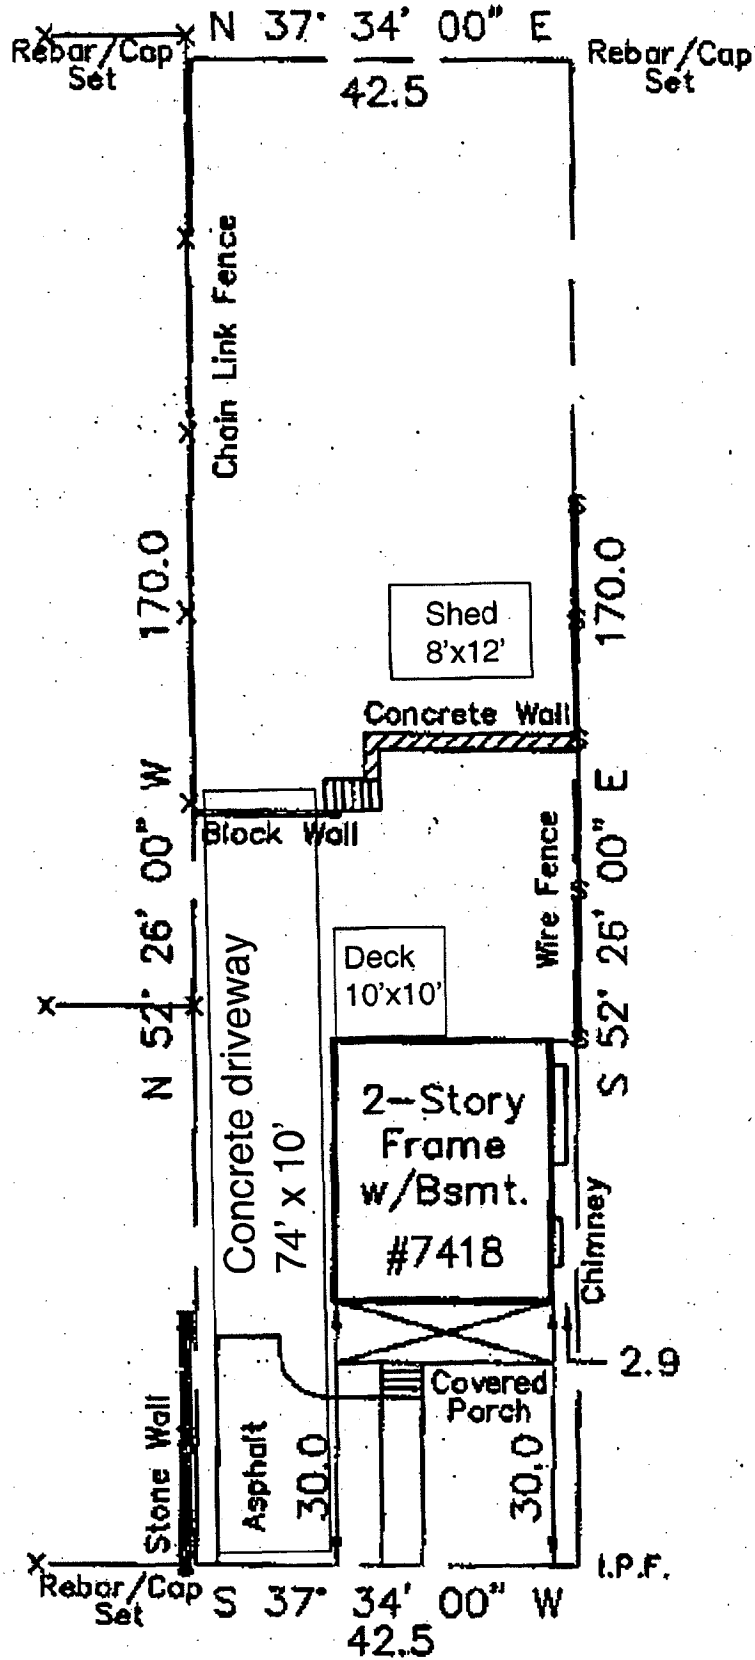 N 37° 34' 00" E
Rebar/Cap
Set
Rebar/Cap
Set
42.5
Chain Link Fence
170.0
170.0
Shed
8'x12'
Concrete Wall
N 52° 26' 00" W
S 52° 26' 00" E
Block Wall
Wire Fence
Deck
10'x10'
Concrete driveway
74' x 10'
2-Story
Frame
w/Bsmt.
#7418
Chimney
2.9
Covered
Porch
Stone Wall
Asphalt
30.0
30.0
I.P.F.
Rebar/Cap
Set
S 37° 34' 00" W
42.5